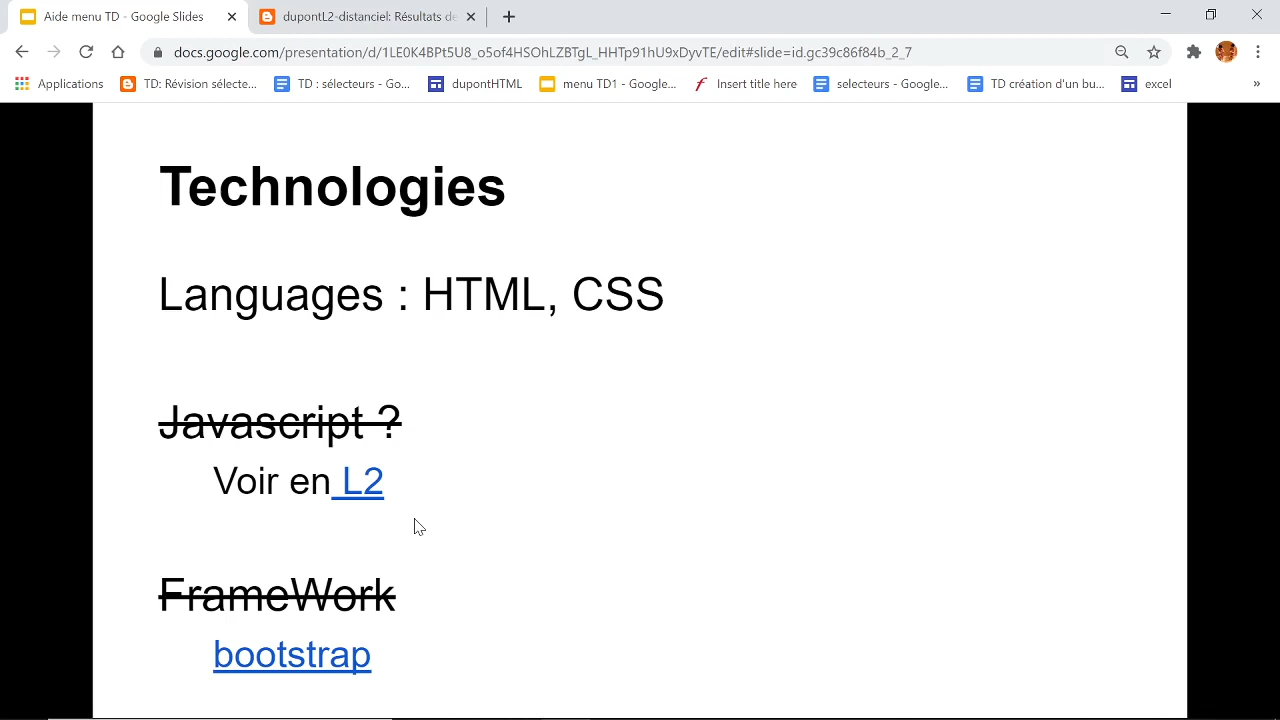 Aide menu TD - Google Slides
dupontL2-distanciel: Résultats de
docs.google.com/presentation/d/1LE0K4BPt5U8_o5of4HSOhLZBTgL_HHTp91hU9xDyvTE/edit#slide=id.gc39c86f84b_2_7
Applications TD: Révision sélecte... TD : sélecteurs - Go... dupontHTML menu TD1 - Google... Insert title here selecteurs - Google... TD création d'un bu... excel »
Technologies
Languages : HTML, CSS
Javascript ?
Voir en L2
FrameWork
bootstrap